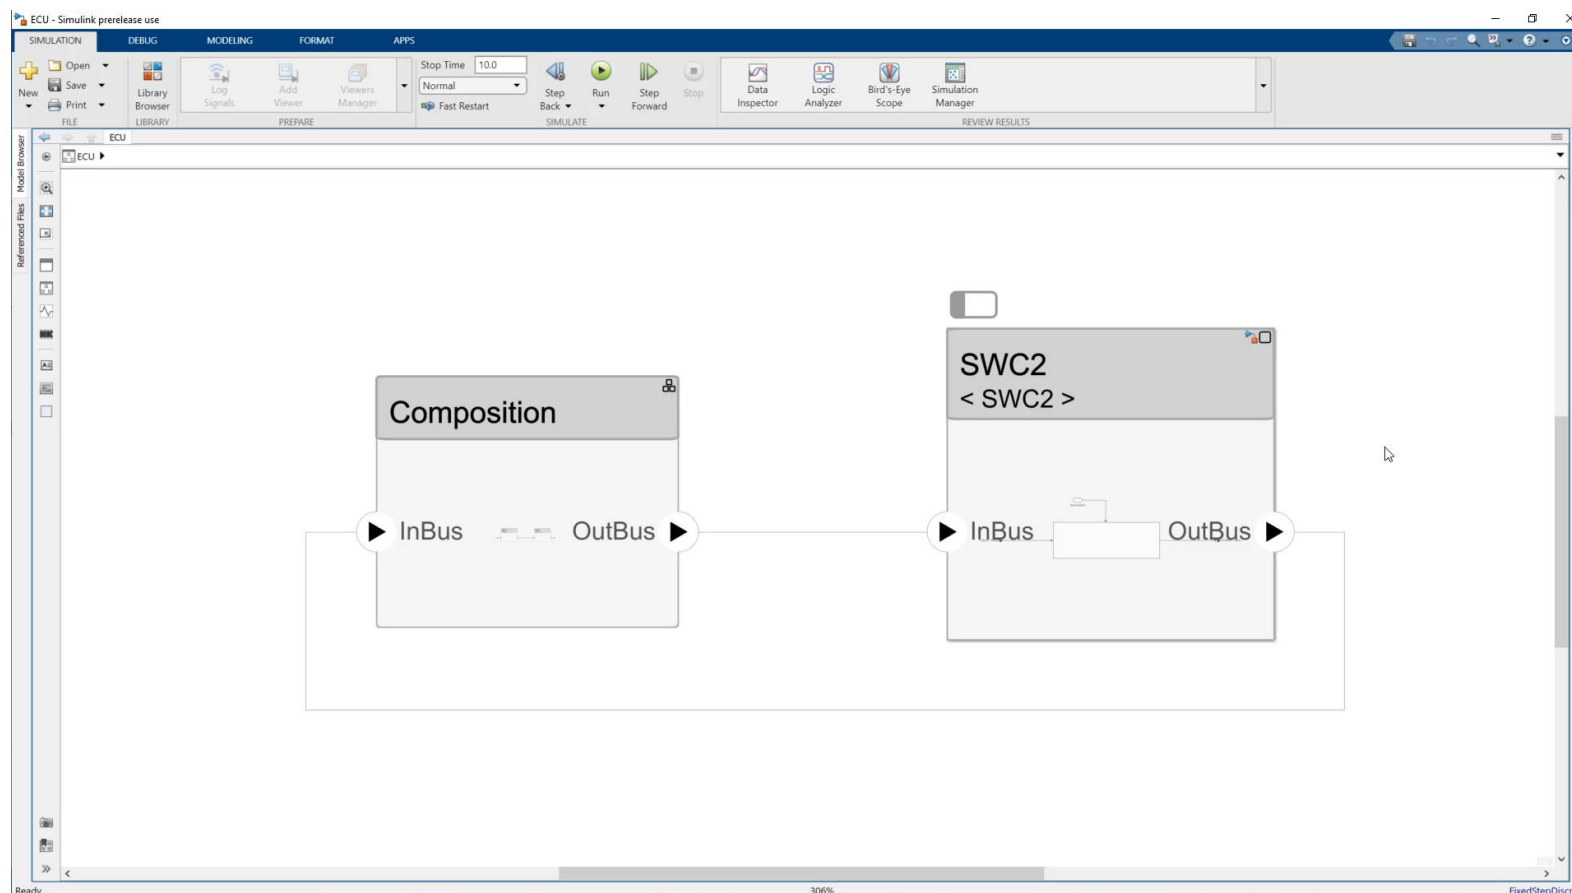 ECU - Simulink prerelease use
SIMULATION DEBUG MODELING FORMAT APPS
New
Open
Save
Print
FILE
Library Browser
LIBRARY
Log Signals
Add Viewer
Viewers Manager
PREPARE
Stop Time 10.0
Normal
Fast Restart
Step Back
Run
Step Forward
Stop
SIMULATE
Data Inspector
Logic Analyzer
Bird's-Eye Scope
Simulation Manager
REVIEW RESULTS
Model Browser
Referenced Files
ECU
ECU
Composition
InBus OutBus
SWC2
< SWC2 >
InBus OutBus
Ready 306% FixedStepDiscr